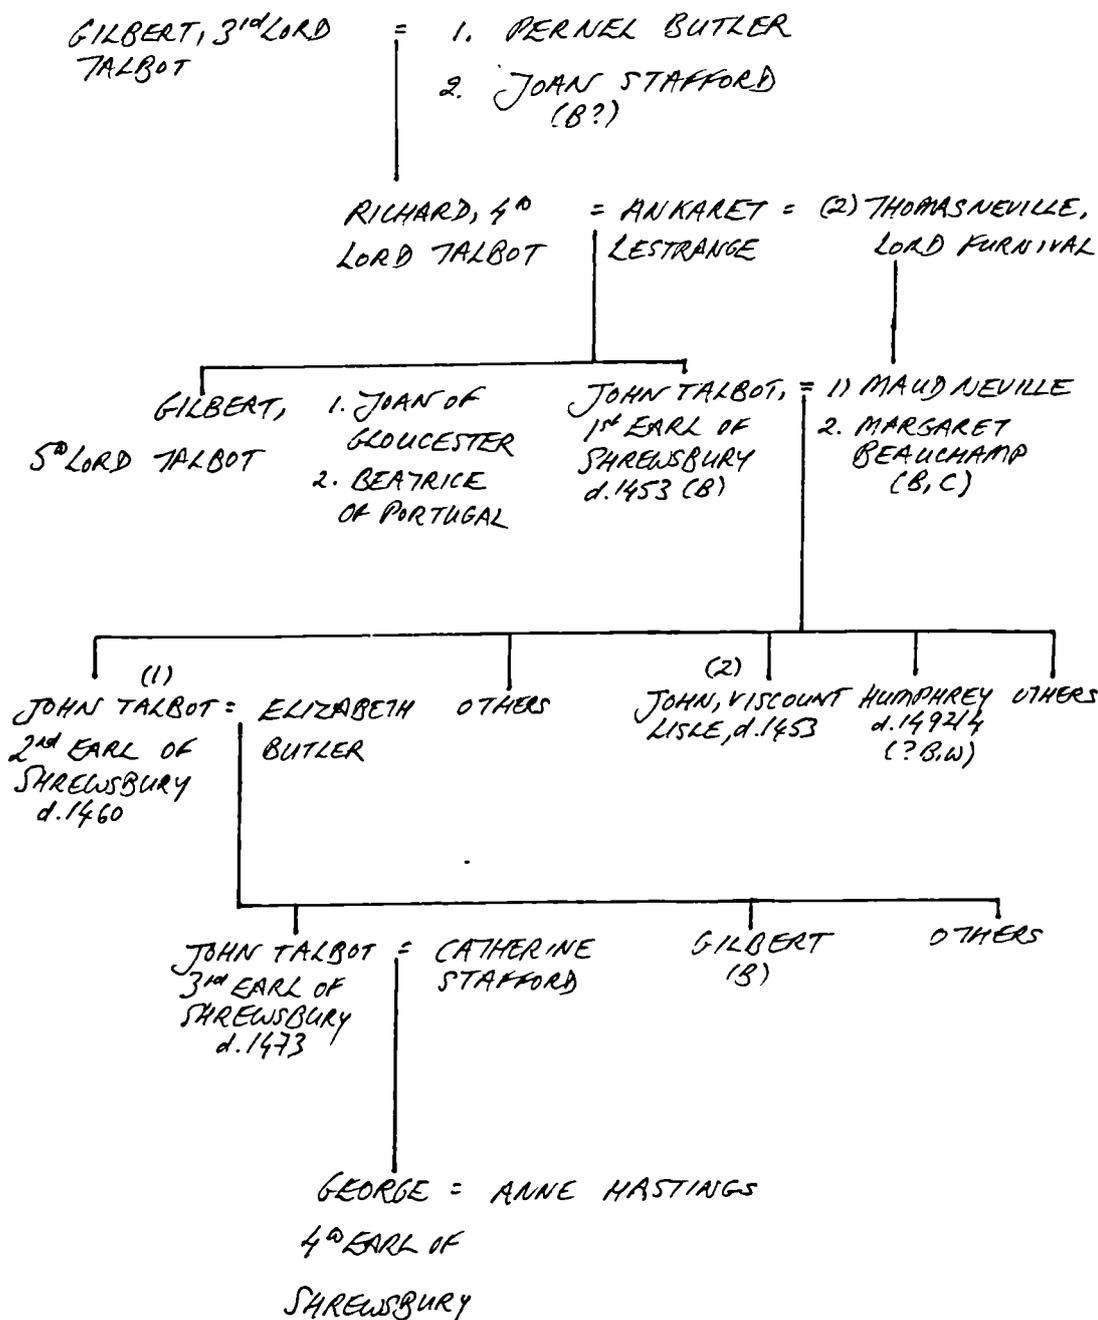 GILBERT, 3rd LORD = 1. PERNEL BUTLER
TALBOT
2. JOAN STAFFORD
(B?)
RICHARD, 4th = ANKARET = (2) THOMAS NEVILLE,
LORD TALBOT LESTRANGE LORD FURNIVAL
GILBERT, 1. JOAN OF JOHN TALBOT, = 1) MAUD NEVILLE
5th LORD TALBOT GLOUCESTER 1st EARL OF 2. MARGARET
2. BEATRICE SHREWSBURY BEAUCHAMP
OF PORTUGAL d.1453 (B) (B, C)
(1) (2)
JOHN TALBOT = ELIZABETH OTHERS JOHN, VISCOUNT HUMPHREY OTHERS
2nd EARL OF BUTLER LISLE, d.1453 d.1492/4
SHREWSBURY (?B.W)
d.1460
JOHN TALBOT = CATHERINE GILBERT OTHERS
3rd EARL OF STAFFORD (B)
SHREWSBURY
d.1473
GEORGE = ANNE HASTINGS
4th EARL OF
SHREWSBURY